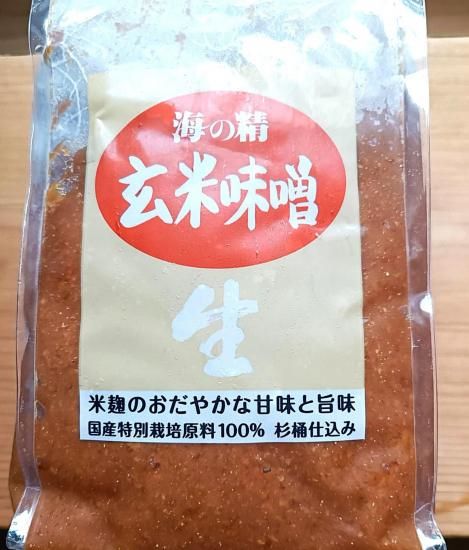 海の精
玄米味噌
生
米麹のおだやかな甘味と旨味
国産特別栽培原料100% 杉桶仕込み